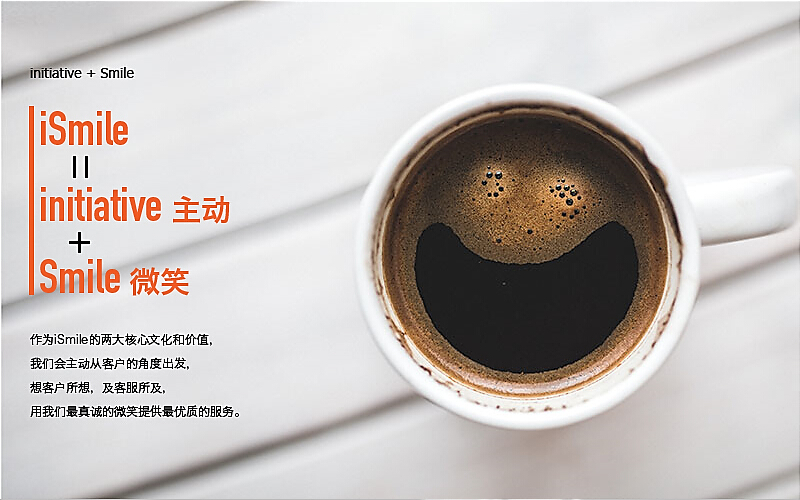 initiative + Smile
iSmile
=
initiative 主动
+
Smile 微笑
作为iSmile的两大核心文化和价值，
我们会主动从客户的角度出发，
想客户所想，及客服所及，
用我们最真诚的微笑提供最优质的服务。